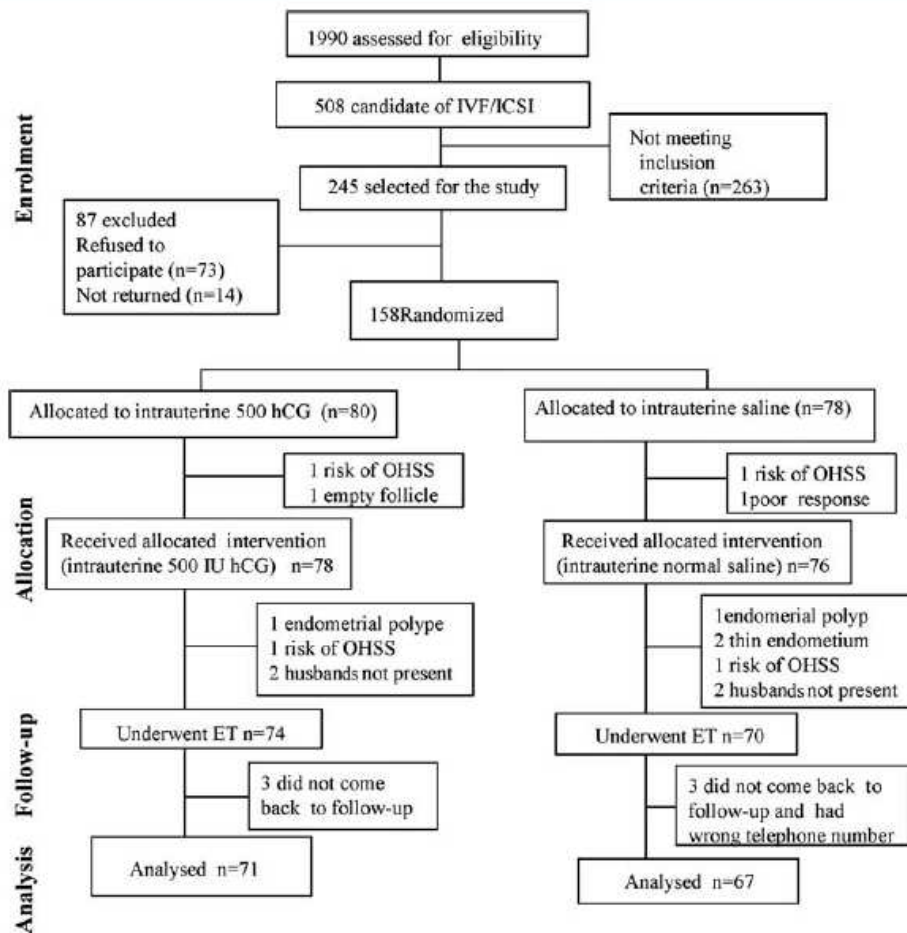 1990 assessed for eligibility
508 candidate of IVF/ICSI
Not meeting
inclusion
criteria (n=263)
Enrolment
245 selected for the study
87 excluded
Refused to
participate (n=73)
Not returned (n=14)
158Randomized
Allocated to intrauterine 500 hCG (n=80)
Allocated to intrauterine saline (n=78)
1 risk of OHSS
1 empty follicle
1 risk of OHSS
1poor response
Allocation
Received allocated intervention
(intrauterine 500 IU hCG) n=78
Received allocated intervention
(intrauterine normal saline) n=76
1 endometrial polype
1 risk of OHSS
2 husbands not present
1endomerial polyp
2 thin endometium
1 risk of OHSS
2 husbands not present
Follow-up
Underwent ET n=74
Underwent ET n=70
3 did not come
back to follow-up
3 did not come back to
follow-up and had
wrong telephone number
Analysis
Analysed n=71
Analysed n=67